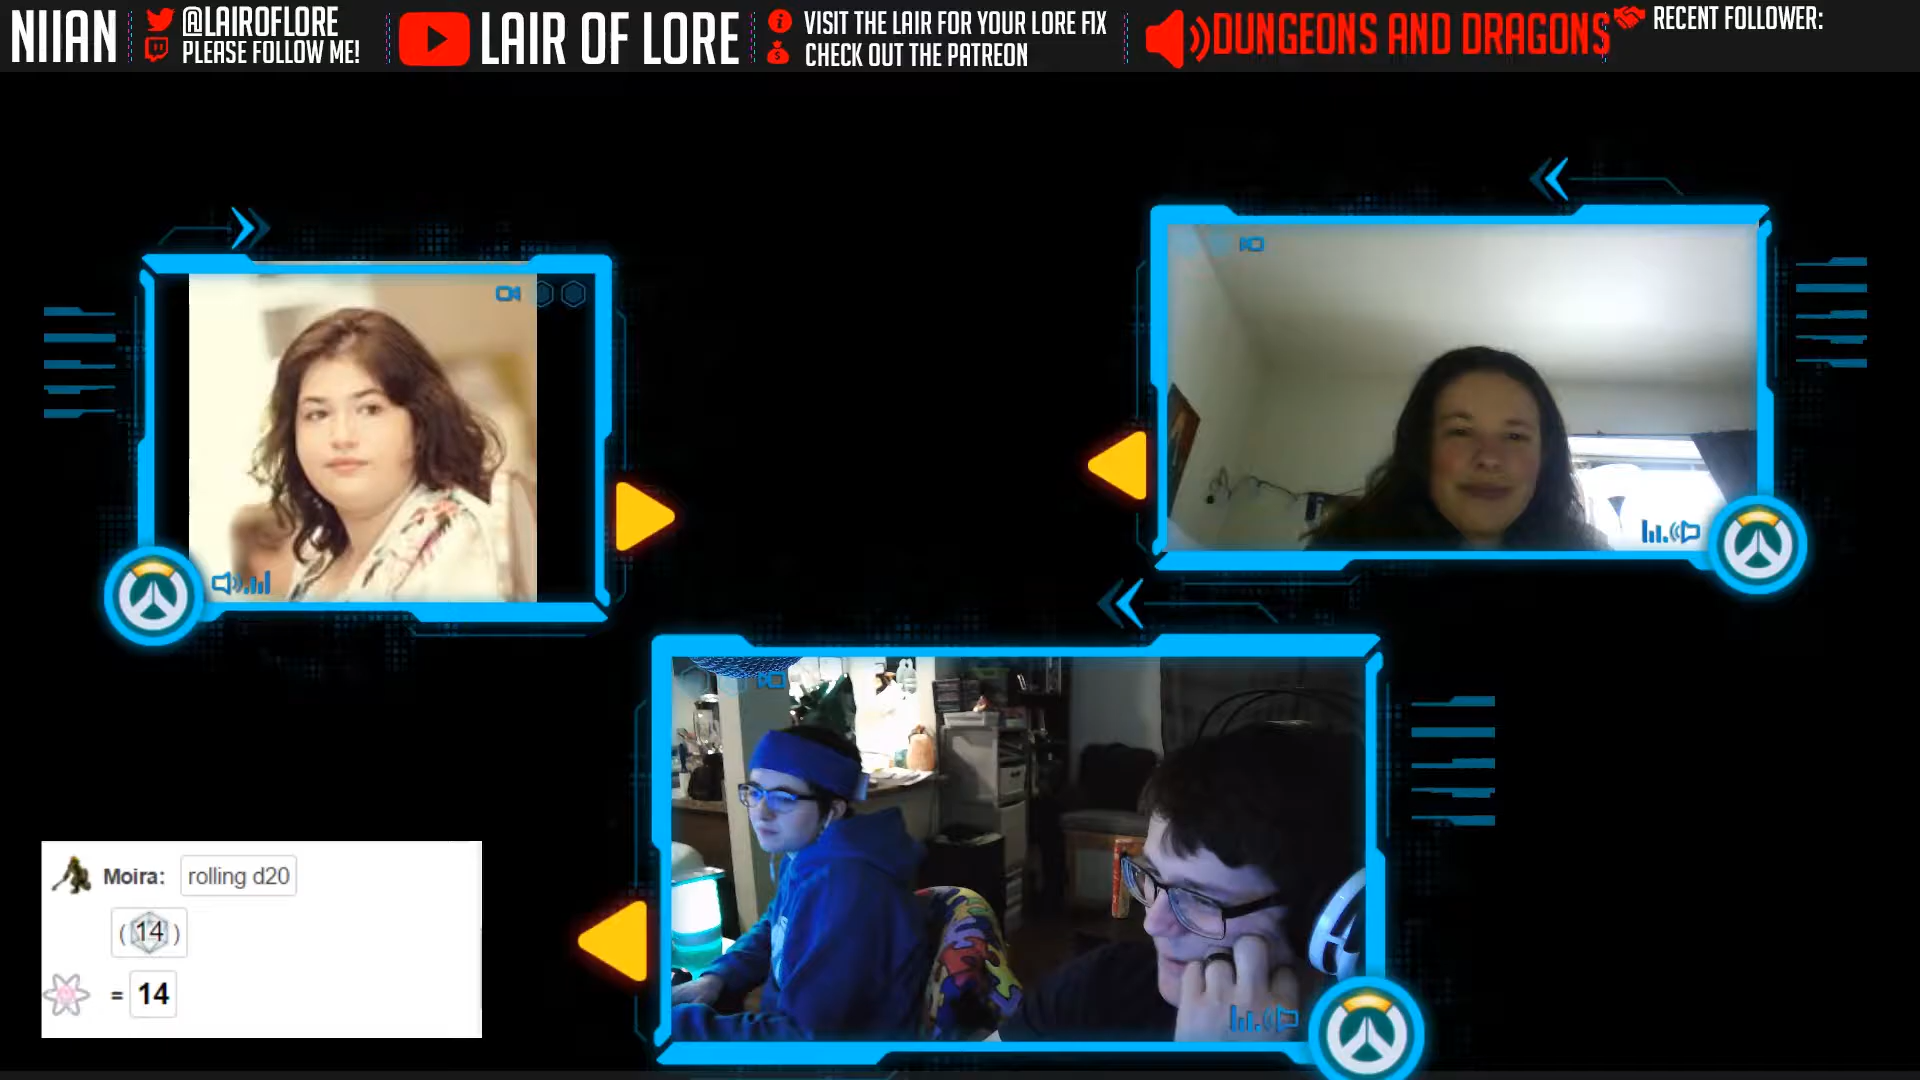 NIIAN
@LAIROFLORE
PLEASE FOLLOW ME!
LAIR OF LORE
VISIT THE LAIR FOR YOUR LORE FIX
CHECK OUT THE PATREON
DUNGEONS AND DRAGONS
RECENT FOLLOWER:
Moira: rolling d20
(14)
= 14